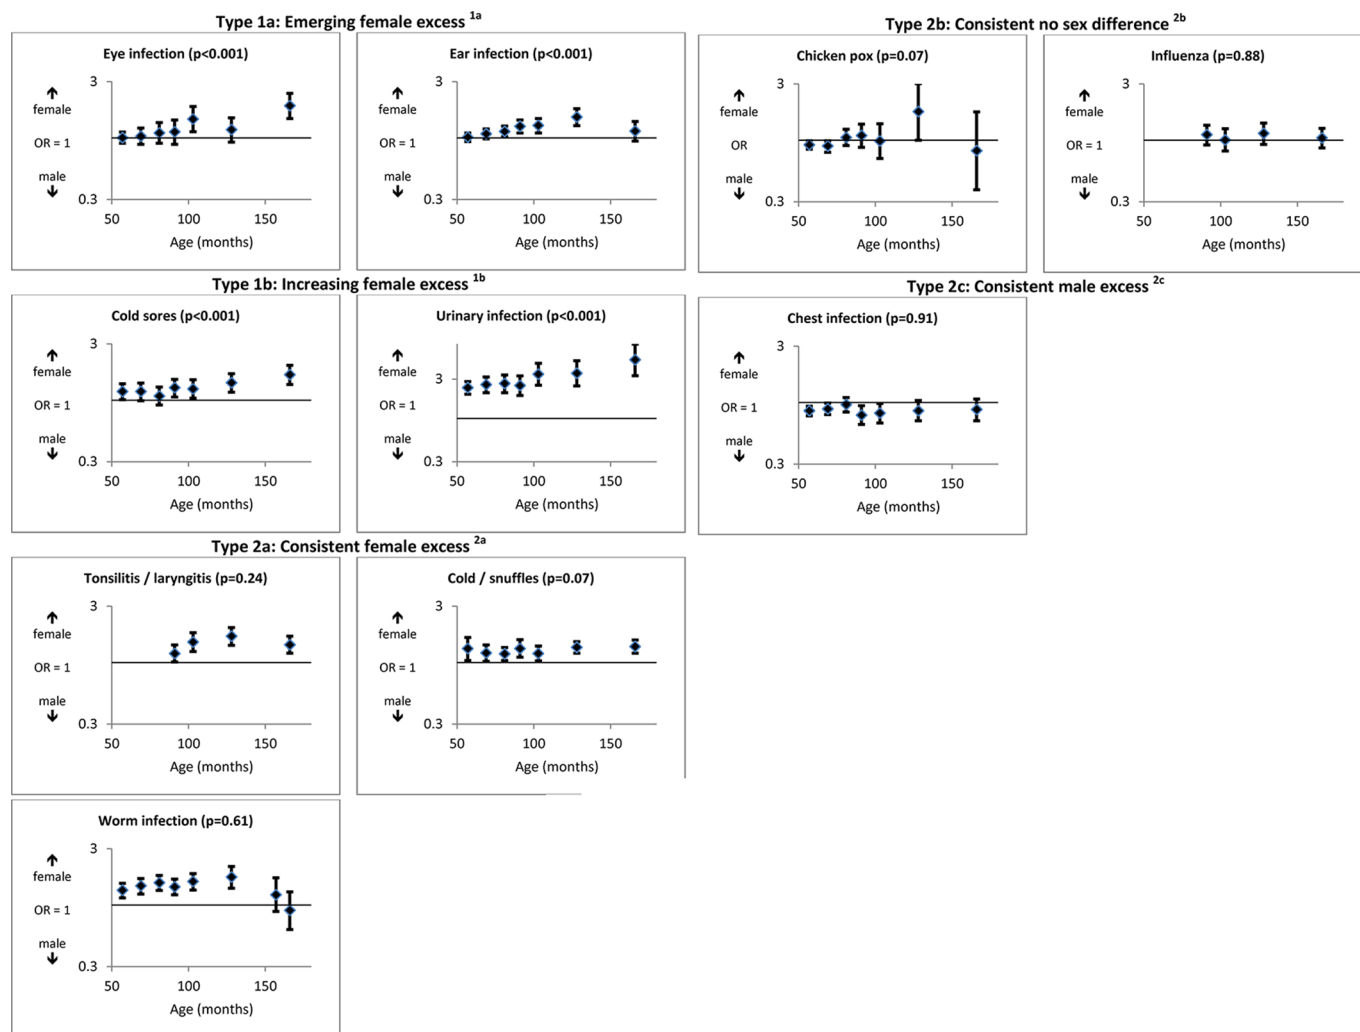 Type 1a: Emerging female excess 1a
Eye infection (p<0.001)
3
female
OR = 1
male
0.3
50 100 150
Age (months)
Ear infection (p<0.001)
3
female
OR = 1
male
0.3
50 100 150
Age (months)
Type 2b: Consistent no sex difference 2b
Chicken pox (p=0.07)
3
female
OR
male
0.3
50 100 150
Age (months)
Influenza (p=0.88)
3
female
OR = 1
male
0.3
50 100 150
Age (months)
Type 1b: Increasing female excess 1b
Cold sores (p<0.001)
3
female
OR = 1
male
0.3
50 100 150
Age (months)
Urinary infection (p<0.001)
3
female
OR = 1
male
0.3
50 100 150
Age (months)
Type 2c: Consistent male excess 2c
Chest infection (p=0.91)
3
female
OR = 1
male
0.3
50 100 150
Age (months)
Type 2a: Consistent female excess 2a
Tonsilitis / laryngitis (p=0.24)
3
female
OR = 1
male
0.3
50 100 150
Age (months)
Cold / snuffles (p=0.07)
3
female
OR = 1
male
0.3
50 100 150
Age (months)
Worm infection (p=0.61)
3
female
OR = 1
male
0.3
50 100 150
Age (months)